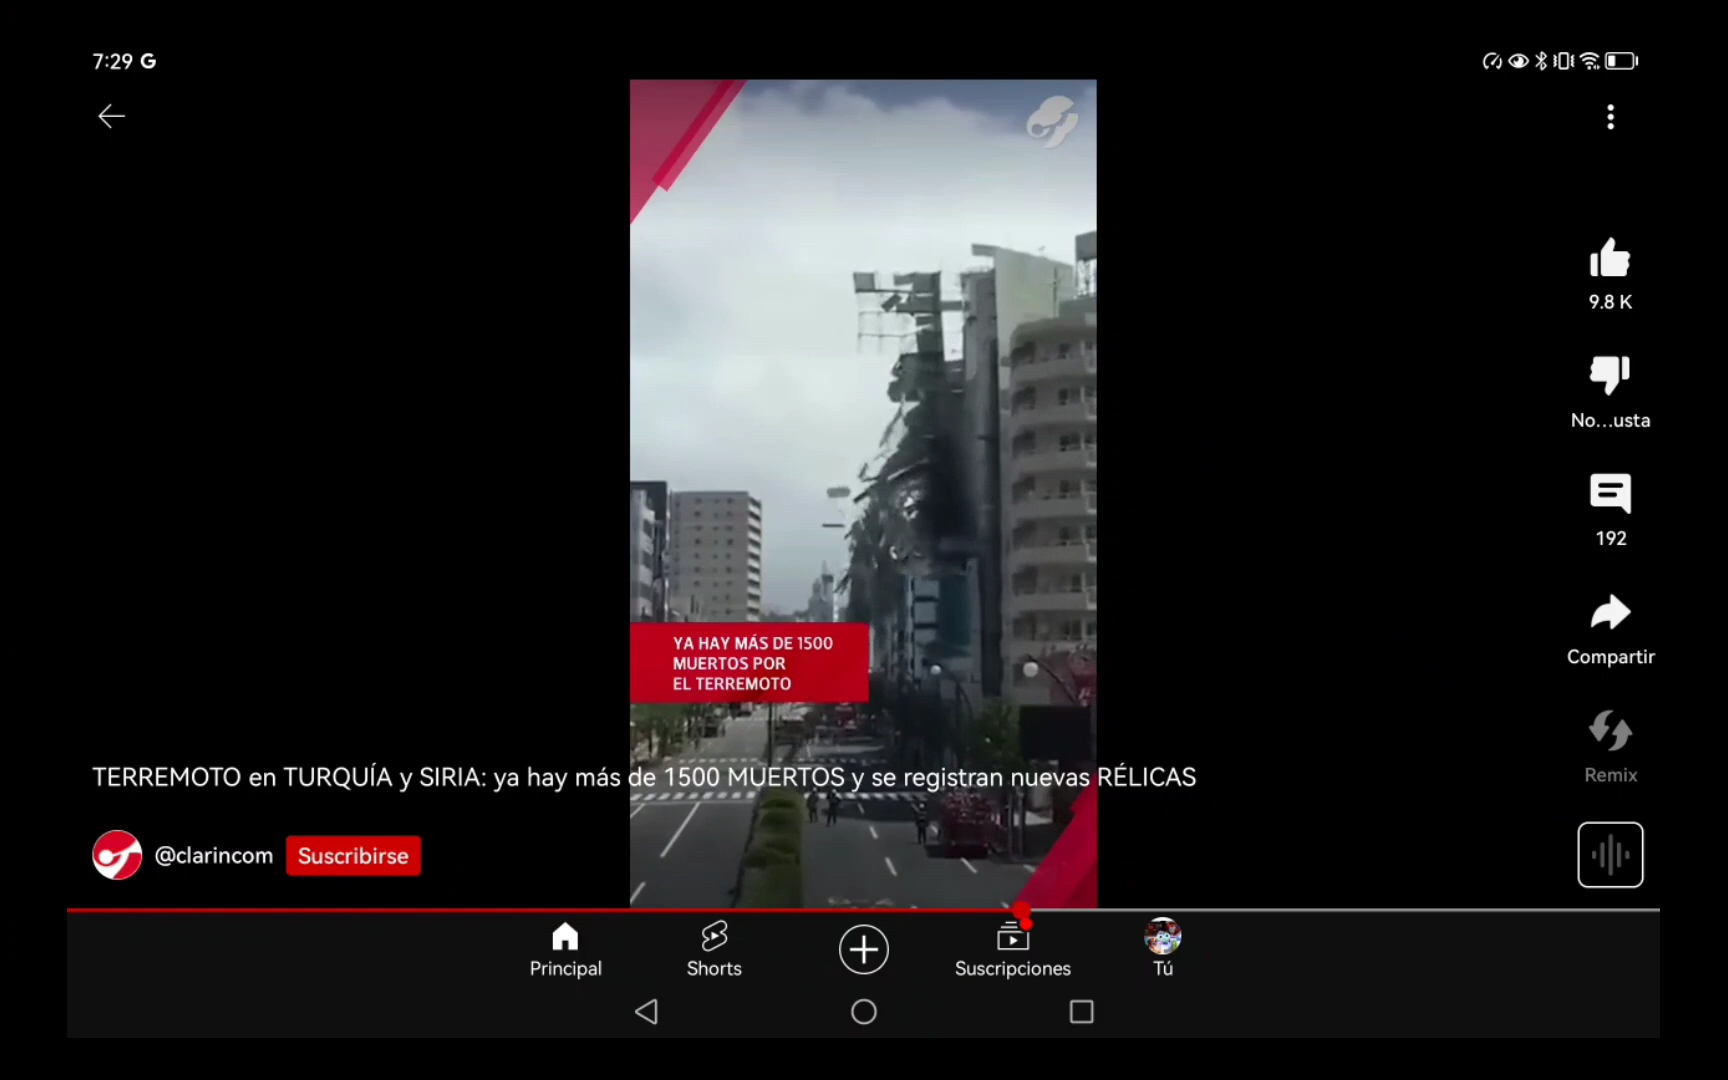 7:29 G
YA HAY MÁS DE 1500
MUERTOS POR
EL TERREMOTO
9.8 K
No...usta
192
Compartir
Remix
TERREMOTO en TURQUÍA y SIRIA: ya hay más de 1500 MUERTOS y se registran nuevas RÉLICAS
@clarincom Suscribirse
Principal Shorts Suscripciones Tú